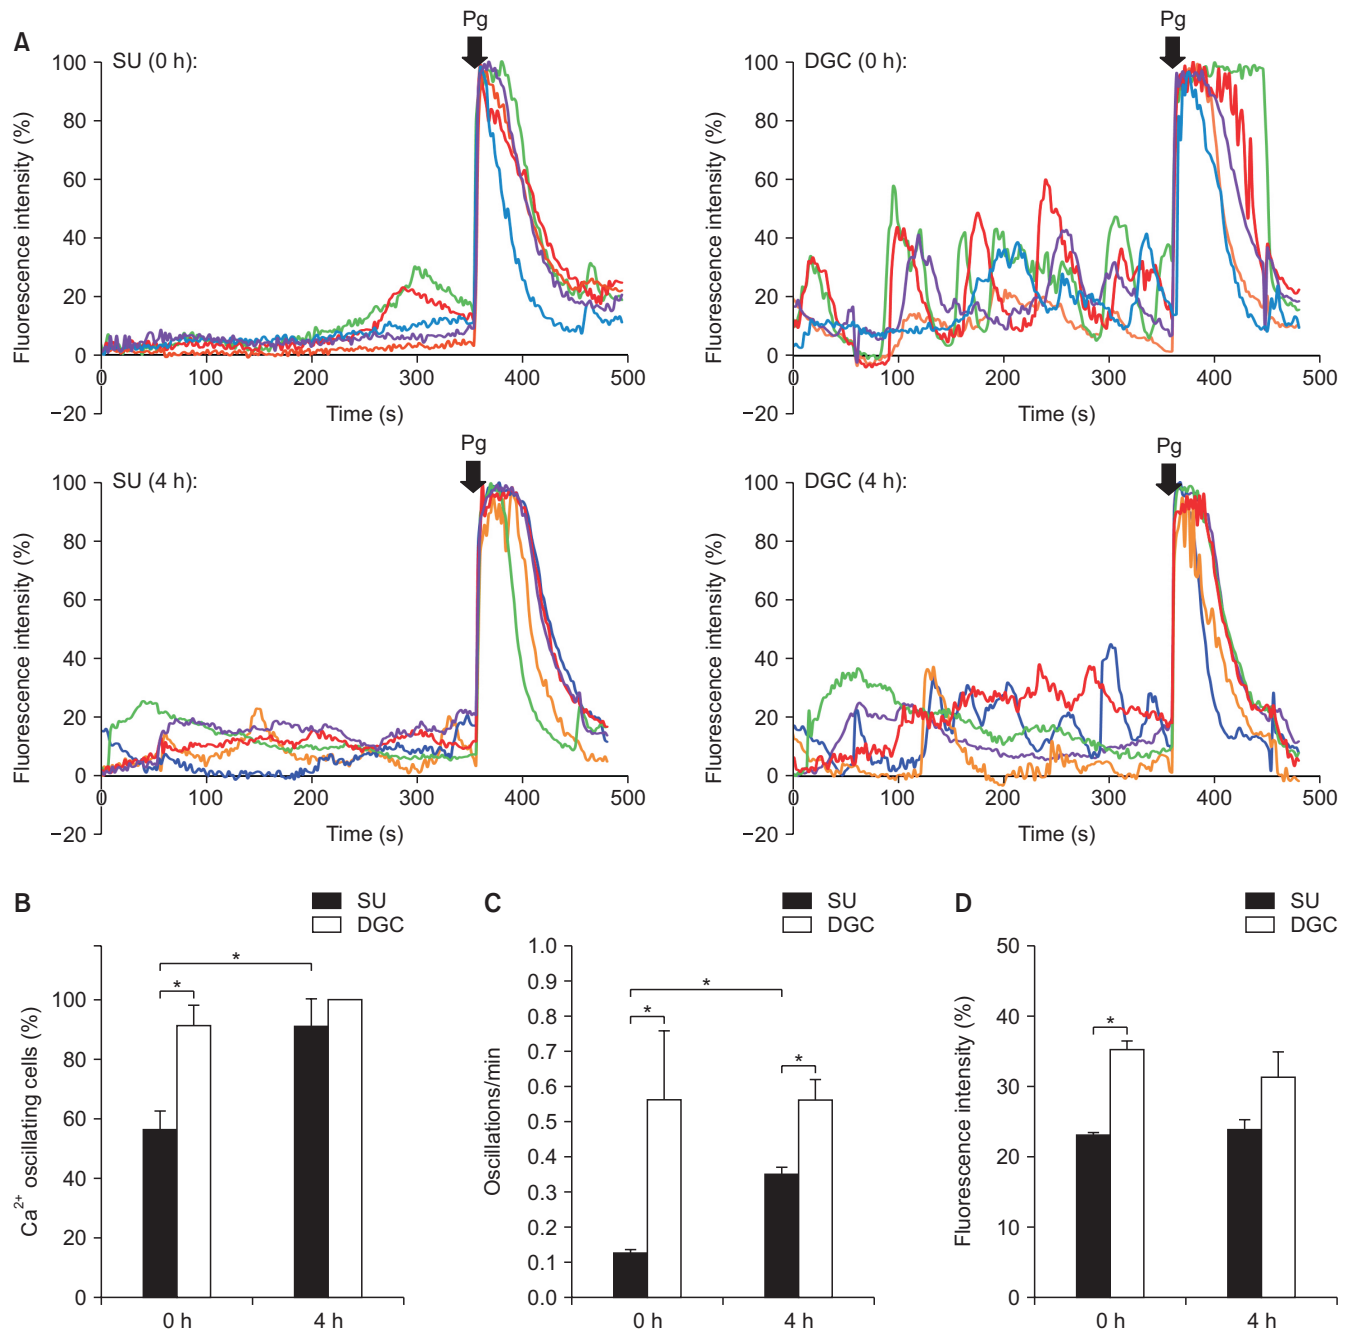 A
SU (0 h):
Pg
Fluorescence intensity (%)
100
80
60
40
20
0
−20
0 100 200 300 400 500
Time (s)
DGC (0 h):
Pg
Fluorescence intensity (%)
100
80
60
40
20
0
−20
0 100 200 300 400 500
Time (s)
SU (4 h):
Pg
Fluorescence intensity (%)
100
80
60
40
20
0
−20
0 100 200 300 400 500
Time (s)
DGC (4 h):
Pg
Fluorescence intensity (%)
100
80
60
40
20
0
−20
0 100 200 300 400 500
Time (s)
B
SU
DGC
Ca²⁺ oscillating cells (%)
100
80
60
40
20
0
*
*
0 h 4 h
C
SU
DGC
Oscillations/min
1.0
0.9
0.8
0.7
0.6
0.5
0.4
0.3
0.2
0.1
0.0
*
*
*
0 h 4 h
D
SU
DGC
Fluorescence intensity (%)
50
40
30
20
10
0
*
0 h 4 h